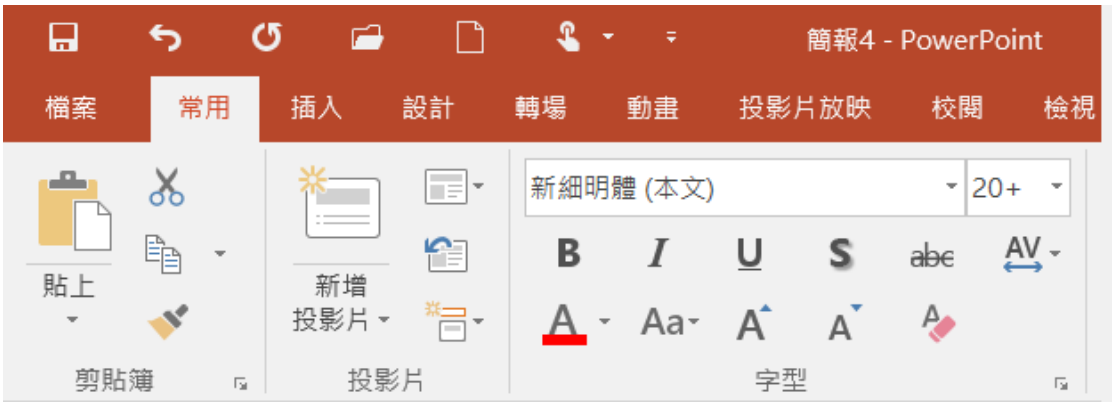 簡報4 - PowerPoint
檔案 常用 插入 設計 轉場 動畫 投影片放映 校閱 檢視
新細明體 (本文) 20+
B I U S abc AV
貼上
新增
投影片
A Aa A A A
剪貼簿 投影片 字型